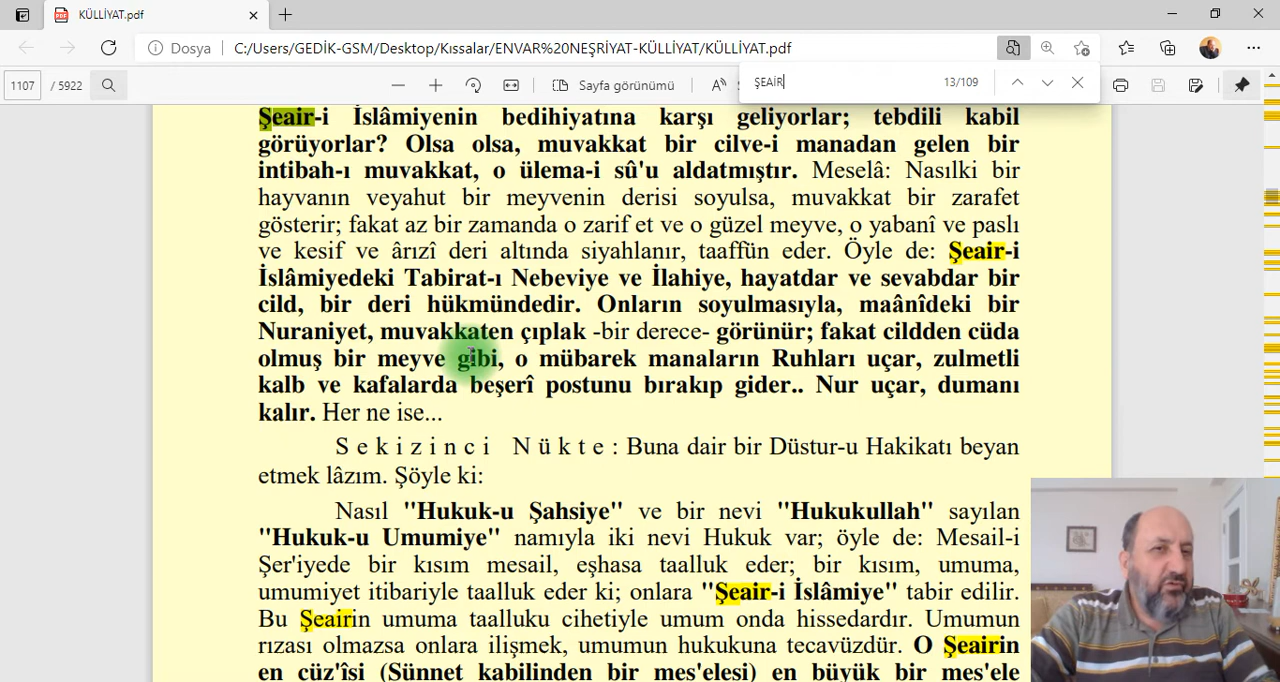 KÜLLİYAT.pdf
Dosya C:/Users/GEDİK-GSM/Desktop/Kıssalar/ENVAR%20NEŞRİYAT-KÜLLİYAT/KÜLLİYAT.pdf
1107 / 5922 Sayfa görünümü ŞEAİR 13/109
Şeair-i İslâmiyenin bedihiyatına karşı geliyorlar; tebdili kabil
görüyorlar? Olsa olsa, muvakkat bir cilve-i manadan gelen bir
intibah-ı muvakkat, o ülema-i sû'u aldatmıştır. Meselâ: Nasılki bir
hayvanın veyahut bir meyvenin derisi soyulsa, muvakkat bir zarafet
gösterir; fakat az bir zamanda o zarif et ve o güzel meyve, o yabanî ve paslı
ve kesif ve ârızî deri altında siyahlanır, taaffün eder. Öyle de: Şeair-i
İslâmiyedeki Tabirat-ı Nebeviye ve İlahiye, hayatdar ve sevabdar bir
cild, bir deri hükmündedir. Onların soyulmasıyla, maânîdeki bir
Nuraniyet, muvakkaten çıplak -bir derece- görünür; fakat cildden cüda
olmuş bir meyve gibi, o mübarek manaların Ruhları uçar, zulmetli
kalb ve kafalarda beşerî postunu bırakıp gider.. Nur uçar, dumanı
kalır. Her ne ise...
Sekizinci Nükte: Buna dair bir Düstur-u Hakikatı beyan
etmek lâzım. Şöyle ki:
Nasıl "Hukuk-u Şahsiye" ve bir nevi "Hukukullah" sayılan
"Hukuk-u Umumiye" namıyla iki nevi Hukuk var; öyle de: Mesail-i
Şer'iyede bir kısım mesail, eşhasa taalluk eder; bir kısım, umuma,
umumiyet itibariyle taalluk eder ki; onlara "Şeair-i İslâmiye" tabir edilir.
Bu Şeairin umuma taalluku cihetiyle umum onda hissedardır. Umumun
rızası olmazsa onlara ilişmek, umumun hukukuna tecavüzdür. O Şeairin
en cüz'îsi (Sünnet kabilinden bir mes'elesi) en büyük bir mes'ele